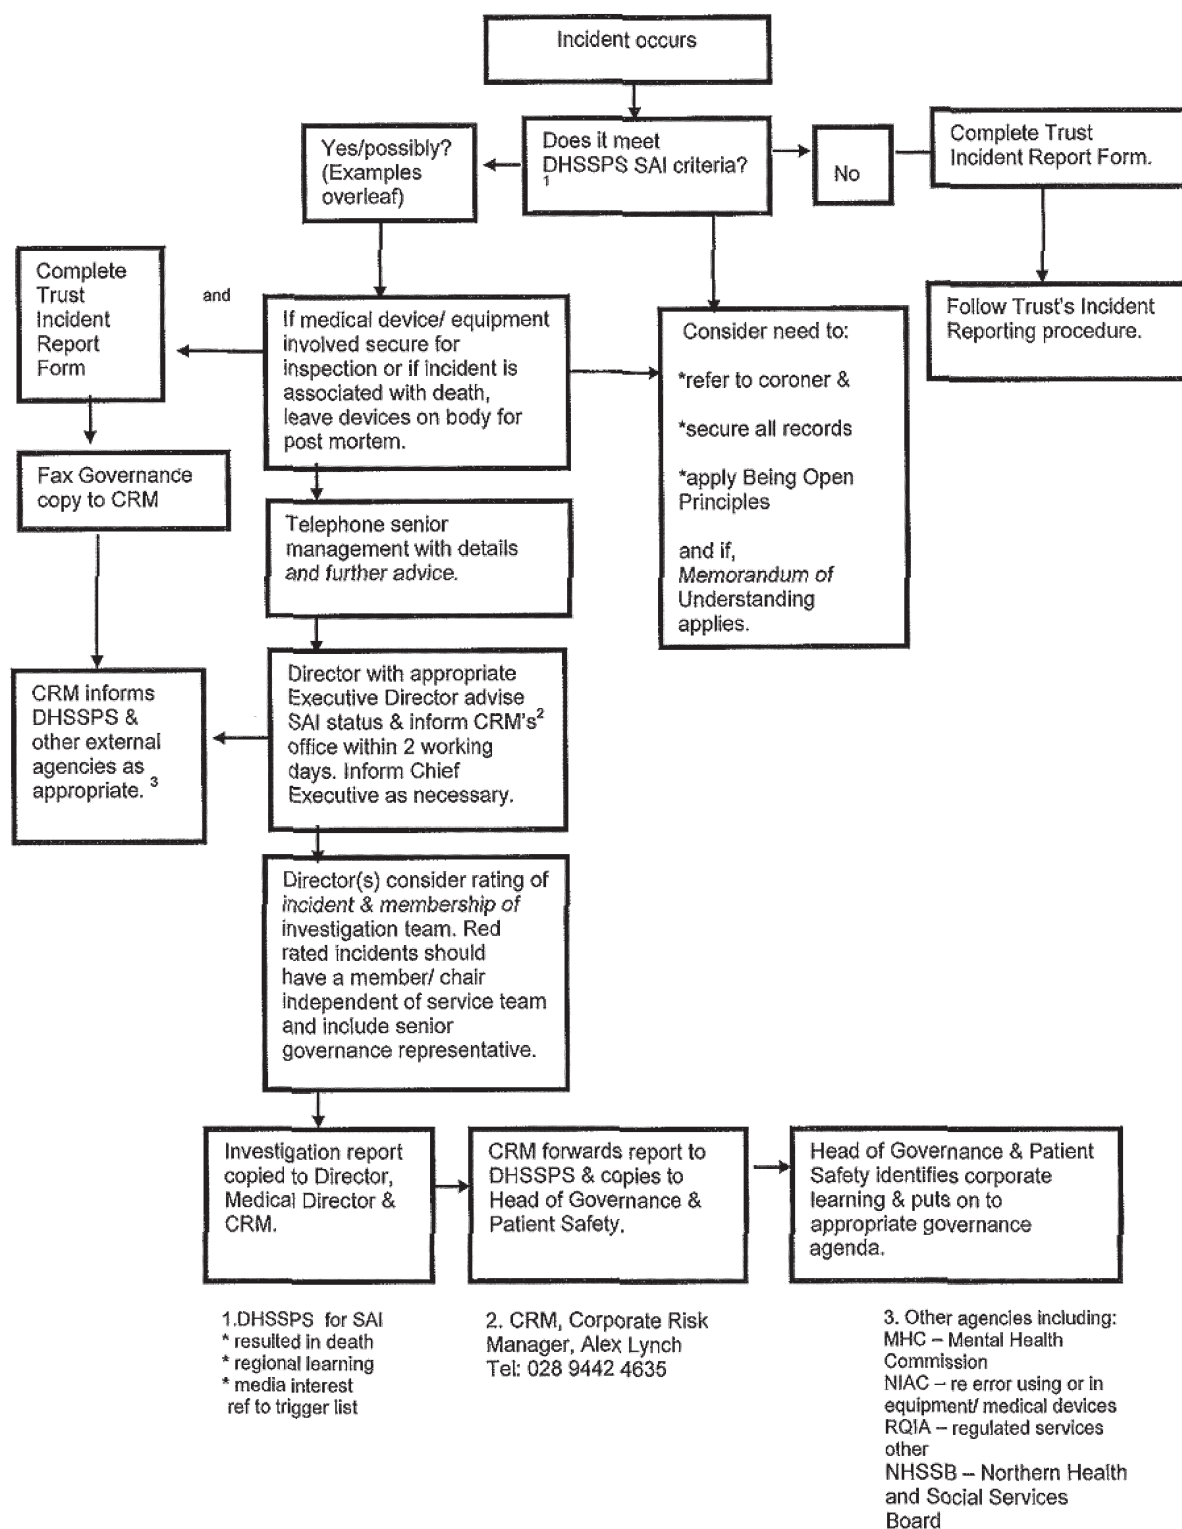 Incident occurs
Does it meet
DHSSPS SAI criteria?
1
Yes/possibly?
(Examples
overleaf)
No
Complete Trust
Incident Report Form.
Follow Trust's Incident
Reporting procedure.
Complete
Trust
Incident
Report
Form
and
If medical device/ equipment
involved secure for
inspection or if incident is
associated with death,
leave devices on body for
post mortem.
Consider need to:
*refer to coroner &
*secure all records
*apply Being Open
Principles
and if,
Memorandum of
Understanding
applies.
Fax Governance
copy to CRM
Telephone senior
management with details
and further advice.
CRM informs
DHSSPS &
other external
agencies as
appropriate. 3
Director with appropriate
Executive Director advise
SAI status & inform CRM's2
office within 2 working
days. Inform Chief
Executive as necessary.
Director(s) consider rating of
incident & membership of
investigation team. Red
rated incidents should
have a member/ chair
independent of service team
and include senior
governance representative.
Investigation report
copied to Director,
Medical Director &
CRM.
CRM forwards report to
DHSSPS & copies to
Head of Governance &
Patient Safety.
Head of Governance & Patient
Safety identifies corporate
learning & puts on to
appropriate governance
agenda.
1.DHSSPS for SAI
* resulted in death
* regional learning
* media interest
ref to trigger list
2. CRM, Corporate Risk
Manager, Alex Lynch
Tel: 028 9442 4635
3. Other agencies including:
MHC – Mental Health
Commission
NIAC – re error using or in
equipment/ medical devices
RQIA – regulated services
other
NHSSB – Northern Health
and Social Services
Board